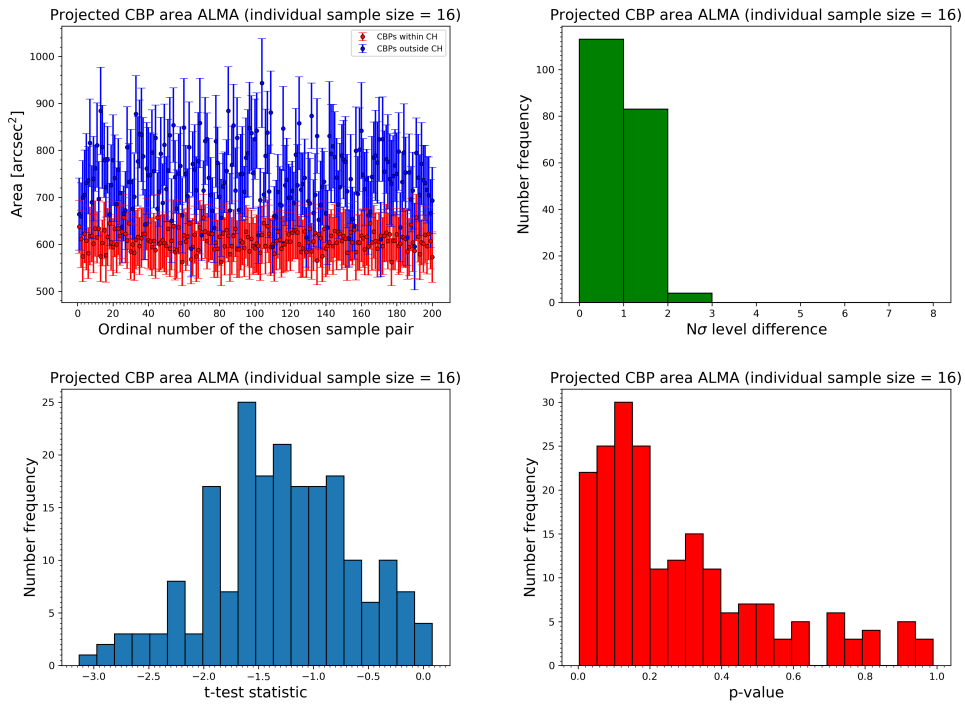 Projected CBP area ALMA (individual sample size = 16)
CBPs within CH
CBPs outside CH
1000
900
800
700
600
500
Area [arcsec²]
0 20 40 60 80 100 120 140 160 180 200
Ordinal number of the chosen sample pair
Projected CBP area ALMA (individual sample size = 16)
100
80
60
40
20
0
Number frequency
0 1 2 3 4 5 6 7 8
Nσ level difference
Projected CBP area ALMA (individual sample size = 16)
25
20
15
10
5
0
Number frequency
−3.0 −2.5 −2.0 −1.5 −1.0 −0.5 0.0
t-test statistic
Projected CBP area ALMA (individual sample size = 16)
30
25
20
15
10
5
0
Number frequency
0.0 0.2 0.4 0.6 0.8 1.0
p-value